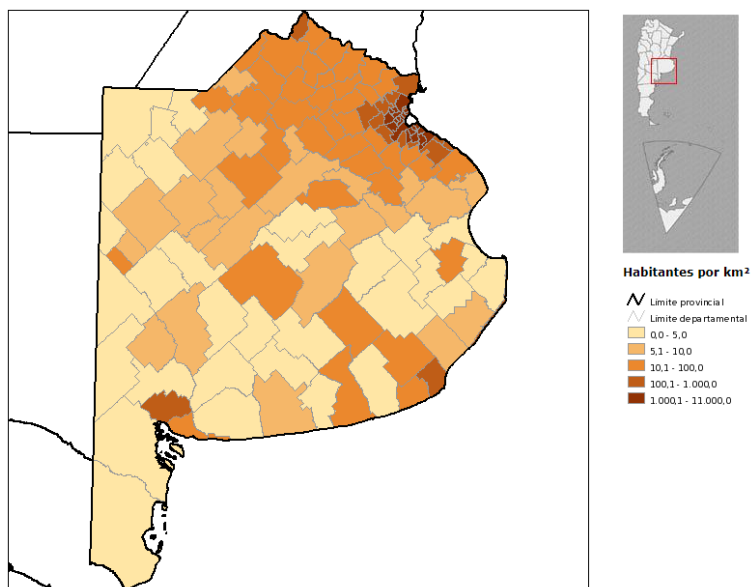 Habitantes por km²
Límite provincial
Límite departamental
0,0 - 5,0
5,1 - 10,0
10,1 - 100,0
100,1 - 1.000,0
1.000,1 - 11.000,0